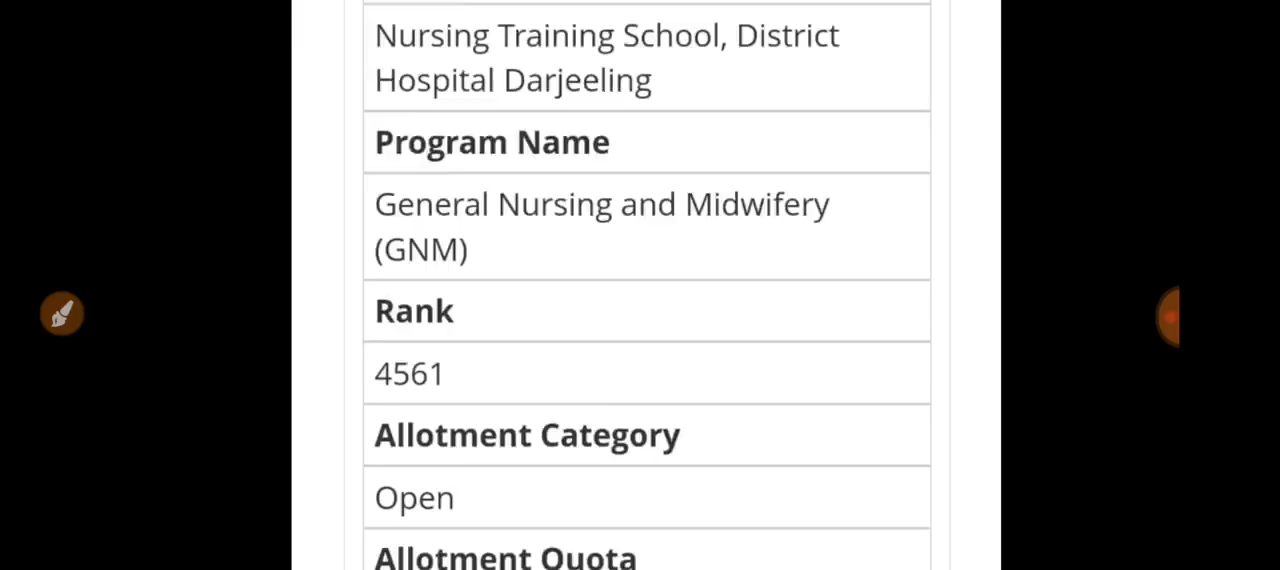 Nursing Training School, District
Hospital Darjeeling
Program Name
General Nursing and Midwifery
(GNM)
Rank
4561
Allotment Category
Open
Allotment Quota